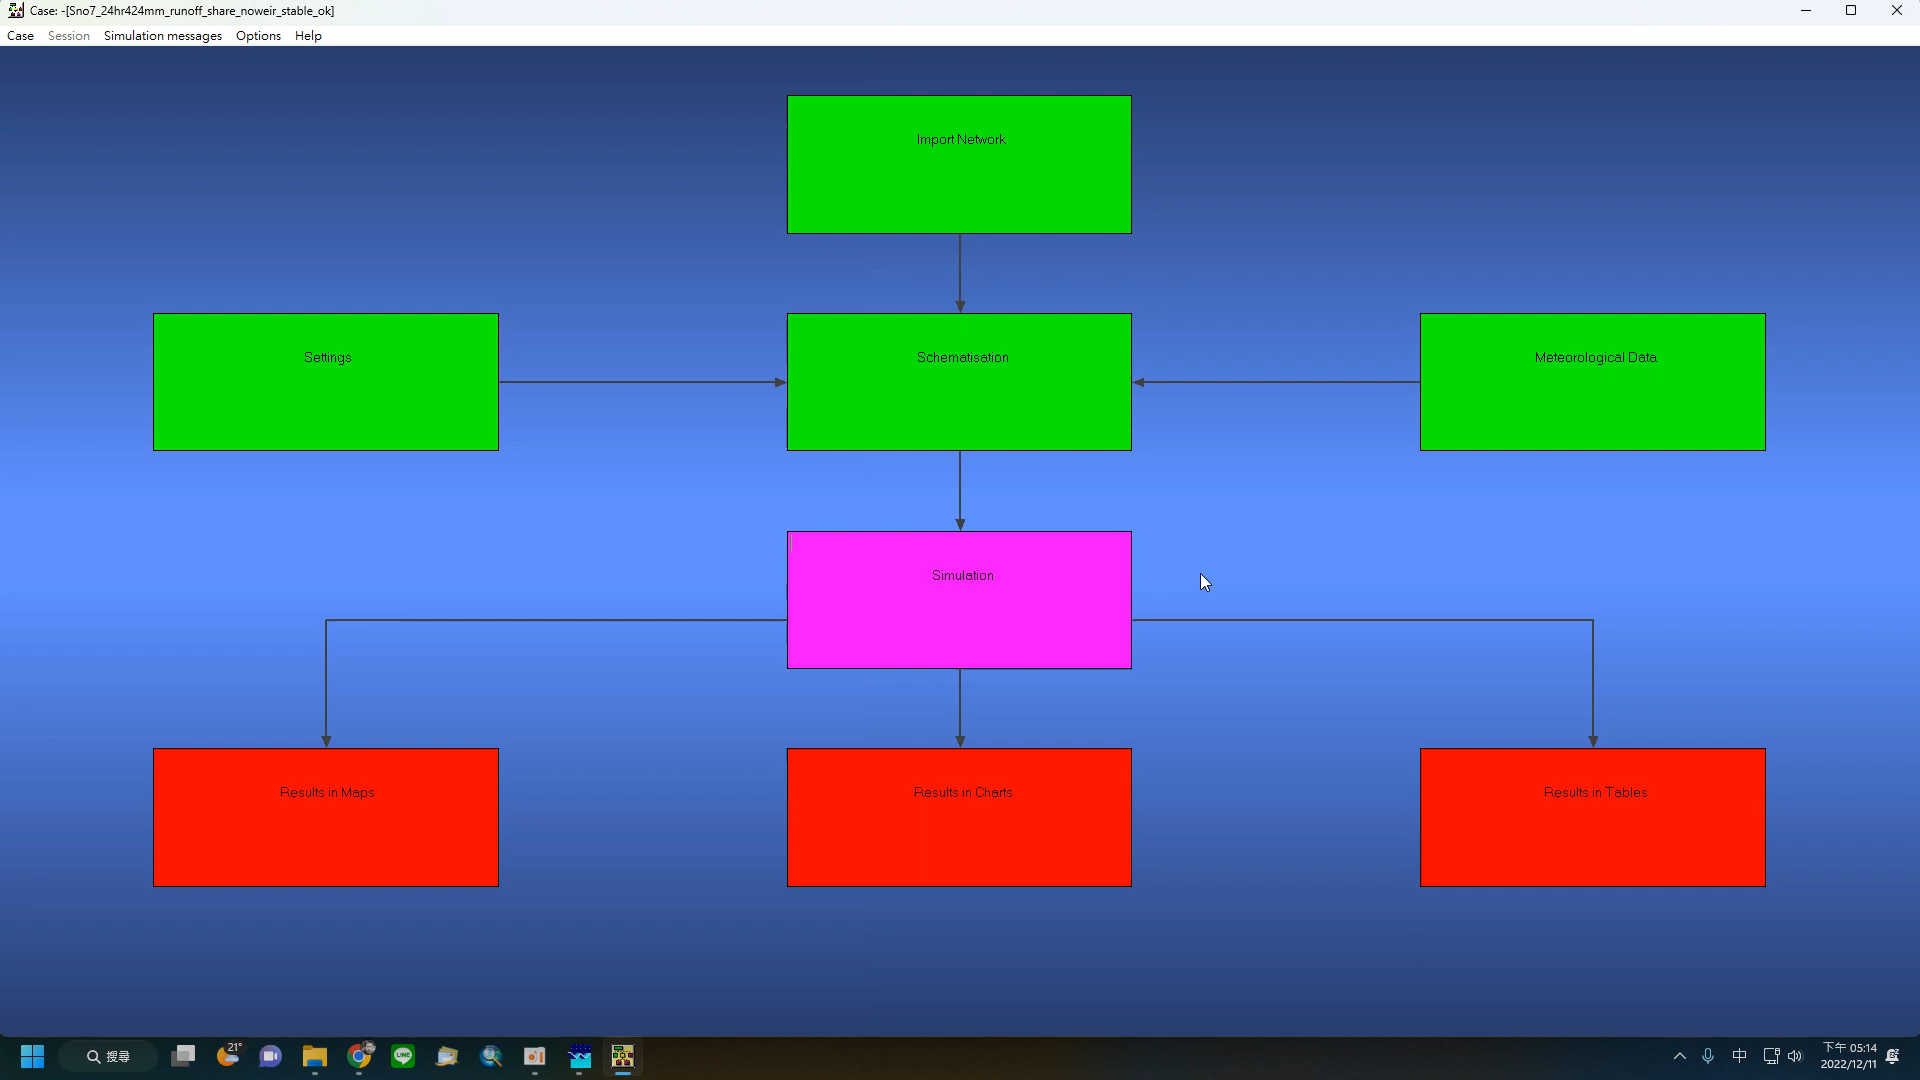 Case: -[Sno7_24hr424mm_runoff_share_noweir_stable_ok]
Case Session Simulation messages Options Help
Import Network
Settings
Schematisation
Meteorological Data
Simulation
Results in Maps
Results in Charts
Results in Tables
搜尋
21°
LINE
中
下午 05:14
2022/12/11